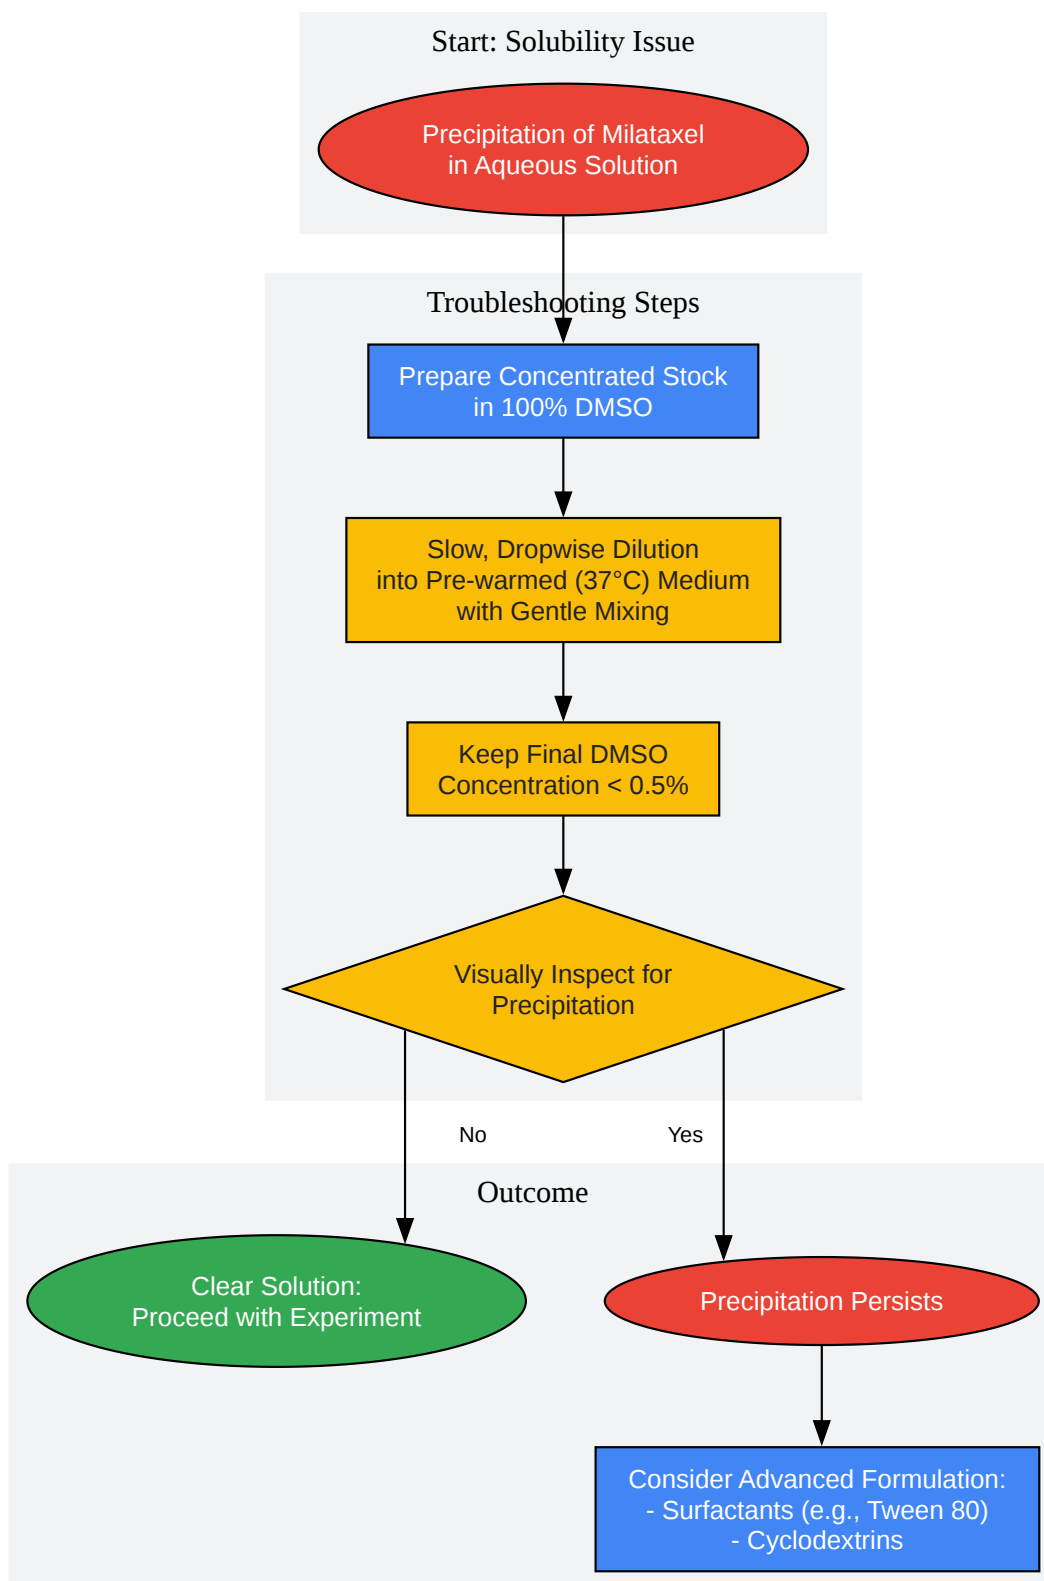 Start: Solubility Issue
Precipitation of Milataxel
in Aqueous Solution
Troubleshooting Steps
Prepare Concentrated Stock
in 100% DMSO
Slow, Dropwise Dilution
into Pre-warmed (37°C) Medium
with Gentle Mixing
Keep Final DMSO
Concentration < 0.5%
Visually Inspect for
Precipitation
No
Yes
Outcome
Clear Solution:
Proceed with Experiment
Precipitation Persists
Consider Advanced Formulation:
- Surfactants (e.g., Tween 80)
- Cyclodextrins